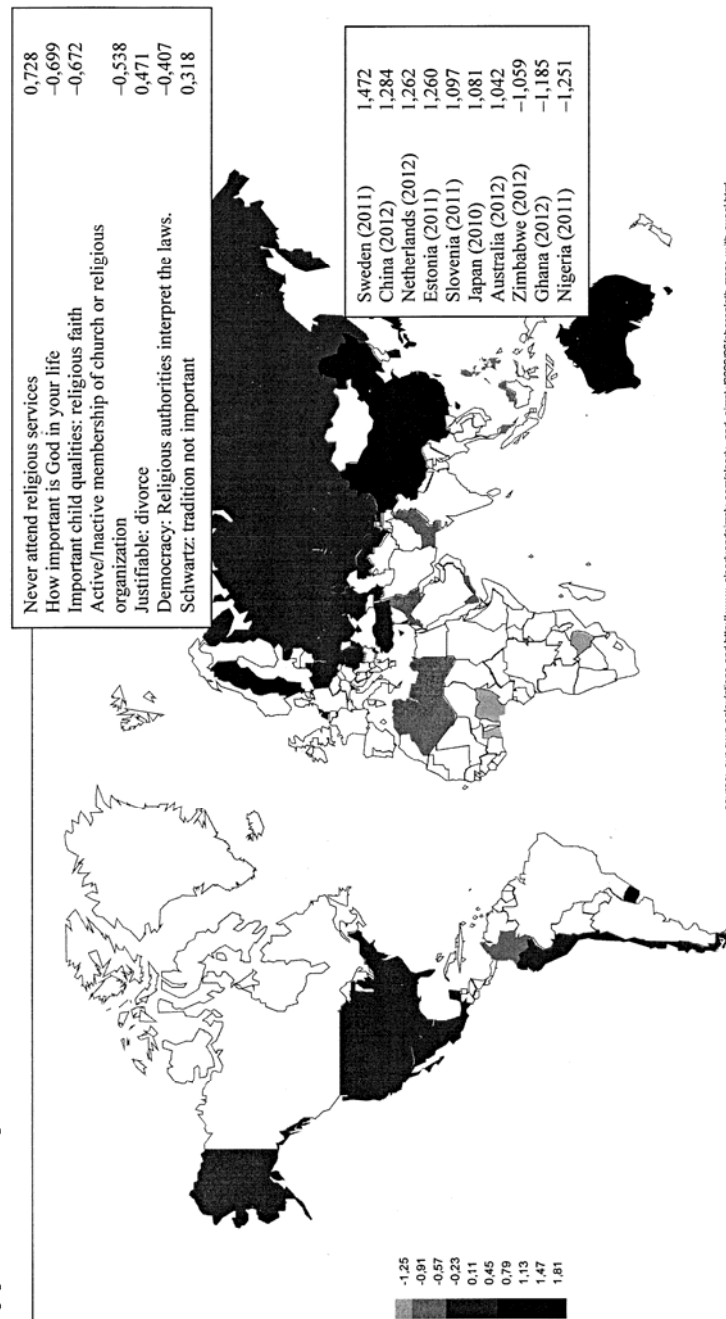 Never attend religious services 0,728
How important is God in your life –0,699
Important child qualities: religious faith –0,672
Active/Inactive membership of church or religious
organization –0,538
Justifiable: divorce 0,471
Democracy: Religious authorities interpret the laws. –0,407
Schwartz: tradition not important 0,318
Sweden (2011) 1,472
China (2012) 1,284
Netherlands (2012) 1,262
Estonia (2011) 1,260
Slovenia (2011) 1,097
Japan (2010) 1,081
Australia (2012) 1,042
Zimbabwe (2012) –1,059
Ghana (2012) –1,185
Nigeria (2011) –1,251
-1,25
-0,91
-0,57
-0,23
0,11
0,45
0,79
1,13
1,47
1,81